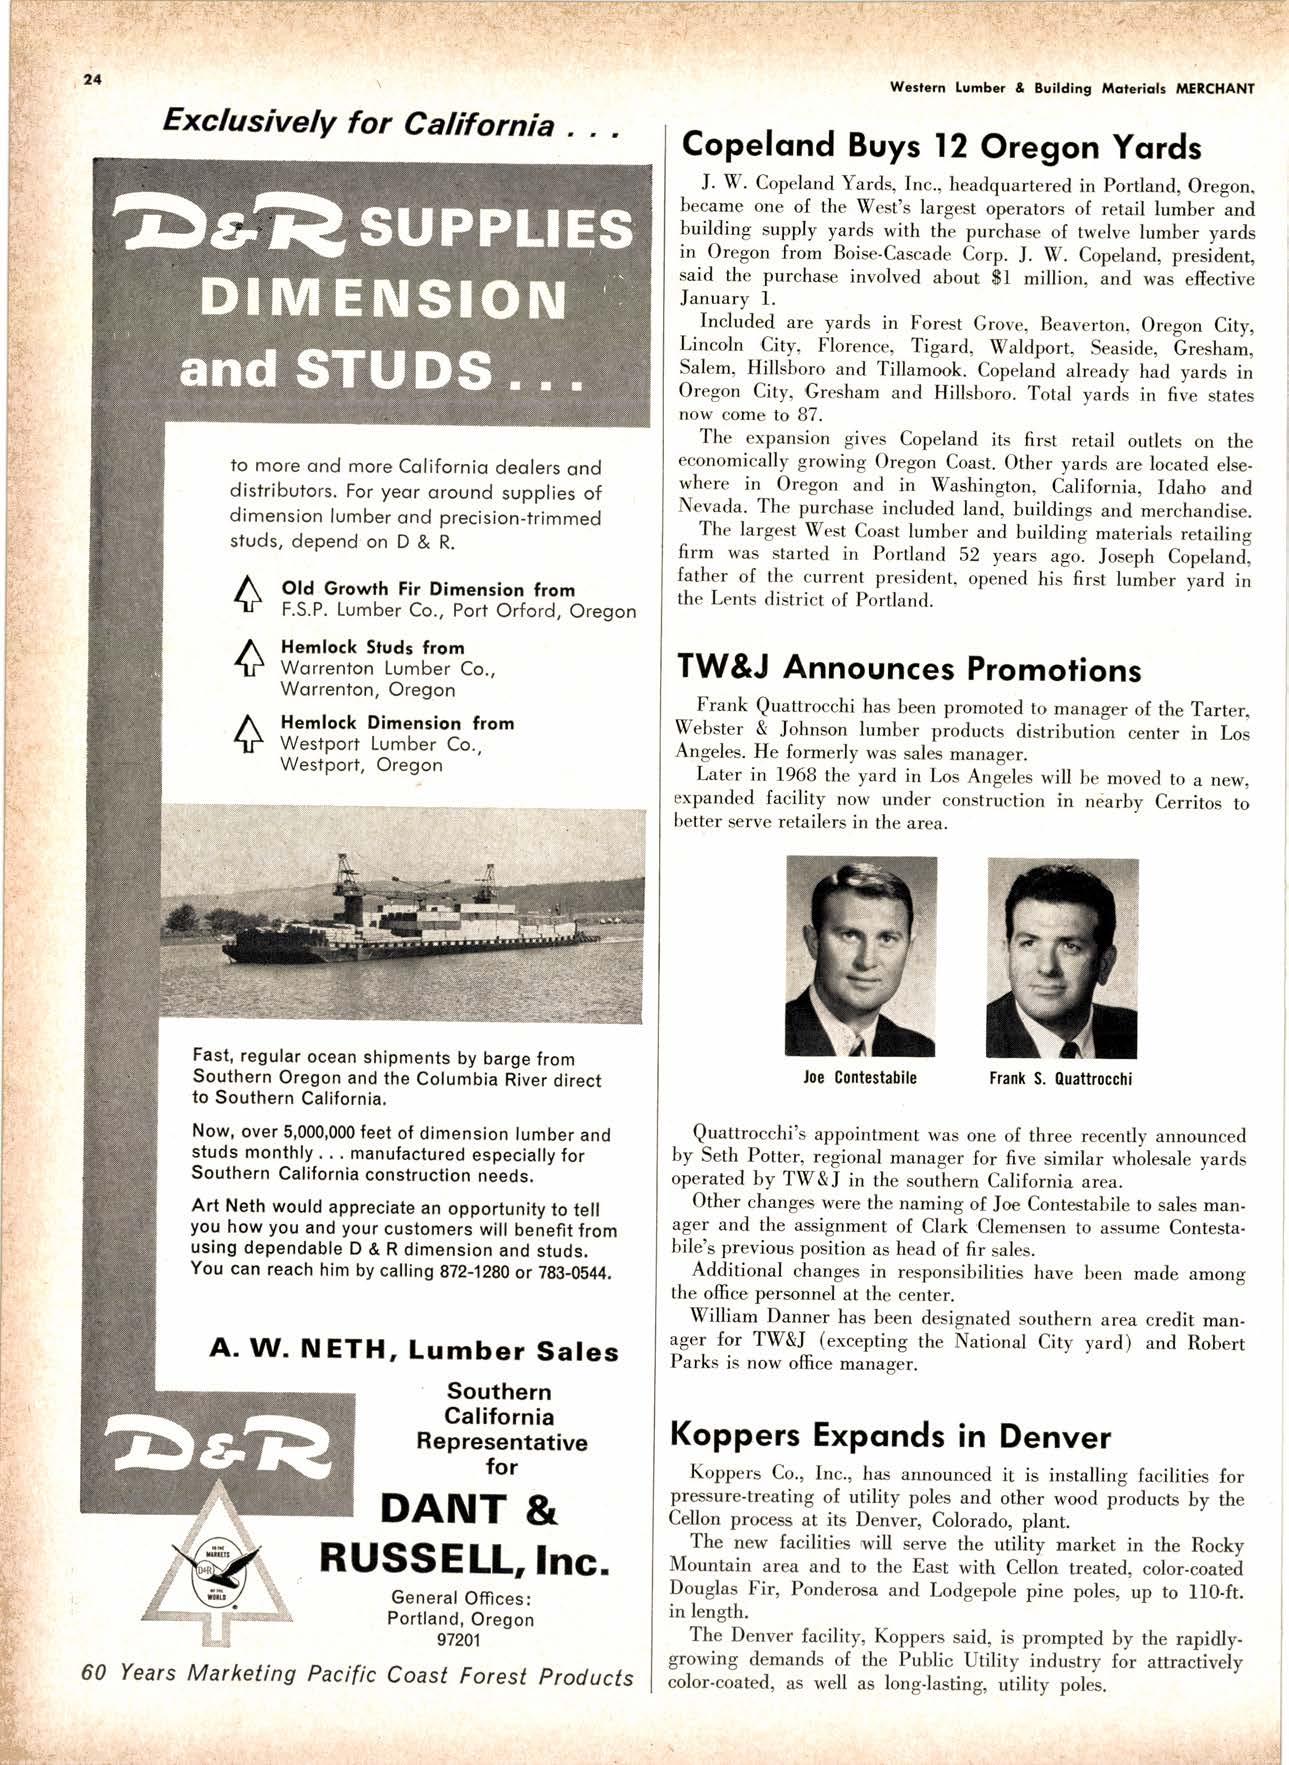 24
Western Lumber & Building Materials MERCHANT
Exclusively for California . . .
D&R SUPPLIES
DIMENSION
and STUDS . . .
to more and more California dealers and
distributors. For year around supplies of
dimension lumber and precision-trimmed
studs, depend on D & R.
Old Growth Fir Dimension from
F.S.P. Lumber Co., Port Orford, Oregon
Hemlock Studs from
Warrenton Lumber Co.,
Warrenton, Oregon
Hemlock Dimension from
Westport Lumber Co.,
Westport, Oregon
Fast, regular ocean shipments by barge from
Southern Oregon and the Columbia River direct
to Southern California.
Now, over 5,000,000 feet of dimension lumber and
studs monthly . . . manufactured especially for
Southern California construction needs.
Art Neth would appreciate an opportunity to tell
you how you and your customers will benefit from
using dependable D & R dimension and studs.
You can reach him by calling 872-1280 or 783-0544.
A. W. NETH, Lumber Sales
Southern
California
Representative
for
DANT &
RUSSELL, Inc.
General Offices:
Portland, Oregon
97201
D&R
TO THE
MARKETS
D&R
OF THE
WORLD
60 Years Marketing Pacific Coast Forest Products
Copeland Buys 12 Oregon Yards
J. W. Copeland Yards, Inc., headquartered in Portland, Oregon,
became one of the West's largest operators of retail lumber and
building supply yards with the purchase of twelve lumber yards
in Oregon from Boise-Cascade Corp. J. W. Copeland, president,
said the purchase involved about $1 million, and was effective
January 1.
Included are yards in Forest Grove, Beaverton, Oregon City,
Lincoln City, Florence, Tigard, Waldport, Seaside, Gresham,
Salem, Hillsboro and Tillamook. Copeland already had yards in
Oregon City, Gresham and Hillsboro. Total yards in five states
now come to 87.
The expansion gives Copeland its first retail outlets on the
economically growing Oregon Coast. Other yards are located else-
where in Oregon and in Washington, California, Idaho and
Nevada. The purchase included land, buildings and merchandise.
The largest West Coast lumber and building materials retailing
firm was started in Portland 52 years ago. Joseph Copeland,
father of the current president, opened his first lumber yard in
the Lents district of Portland.
TW&J Announces Promotions
Frank Quattrocchi has been promoted to manager of the Tarter,
Webster & Johnson lumber products distribution center in Los
Angeles. He formerly was sales manager.
Later in 1968 the yard in Los Angeles will be moved to a new,
expanded facility now under construction in nearby Cerritos to
better serve retailers in the area.
Joe Contestabile
Frank S. Quattrocchi
Quattrocchi's appointment was one of three recently announced
by Seth Potter, regional manager for five similar wholesale yards
operated by TW&J in the southern California area.
Other changes were the naming of Joe Contestabile to sales man-
ager and the assignment of Clark Clemensen to assume Contesta-
bile's previous position as head of fir sales.
Additional changes in responsibilities have been made among
the office personnel at the center.
William Danner has been designated southern area credit man-
ager for TW&J (excepting the National City yard) and Robert
Parks is now office manager.
Koppers Expands in Denver
Koppers Co., Inc., has announced it is installing facilities for
pressure-treating of utility poles and other wood products by the
Cellon process at its Denver, Colorado, plant.
The new facilities will serve the utility market in the Rocky
Mountain area and to the East with Cellon treated, color-coated
Douglas Fir, Ponderosa and Lodgepole pine poles, up to 110-ft.
in length.
The Denver facility, Koppers said, is prompted by the rapidly-
growing demands of the Public Utility industry for attractively
color-coated, as well as long-lasting, utility poles.